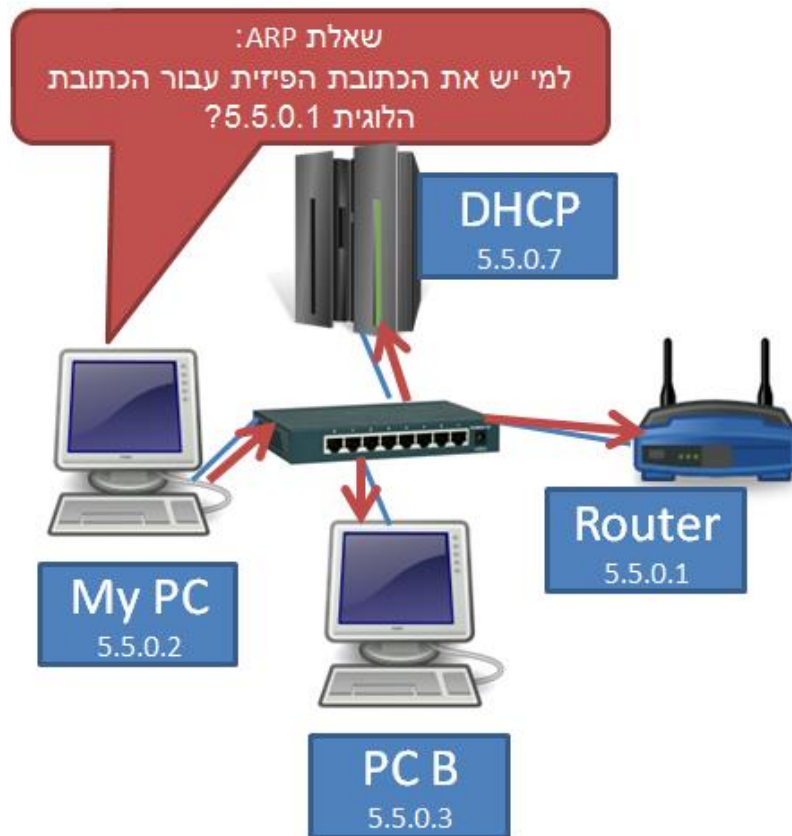 שאלת ARP:
למי יש את הכתובת הפיזית עבור הכתובת
הלוגית 5.5.0.1?
DHCP
5.5.0.7
Router
5.5.0.1
My PC
5.5.0.2
PC B
5.5.0.3